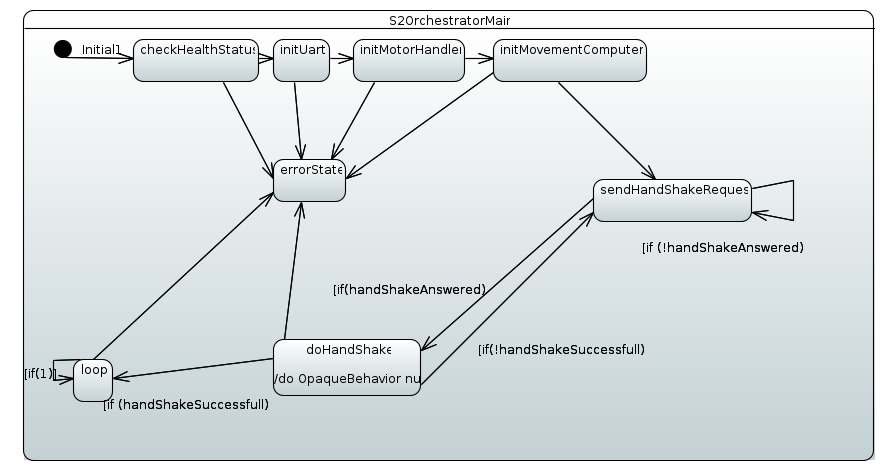 S2OrchestratorMair
Initial1
checkHealthStatus
initUart
initMotorHandler
initMovementComputer
errorState
sendHandShakeReques
[if (!handShakeAnswered)
[if(handShakeAnswered)
doHandShake
/do OpaqueBehavior nu
[if(!handShakeSuccessfull)
loop
[if(1)]
[if (handShakeSuccessfull)